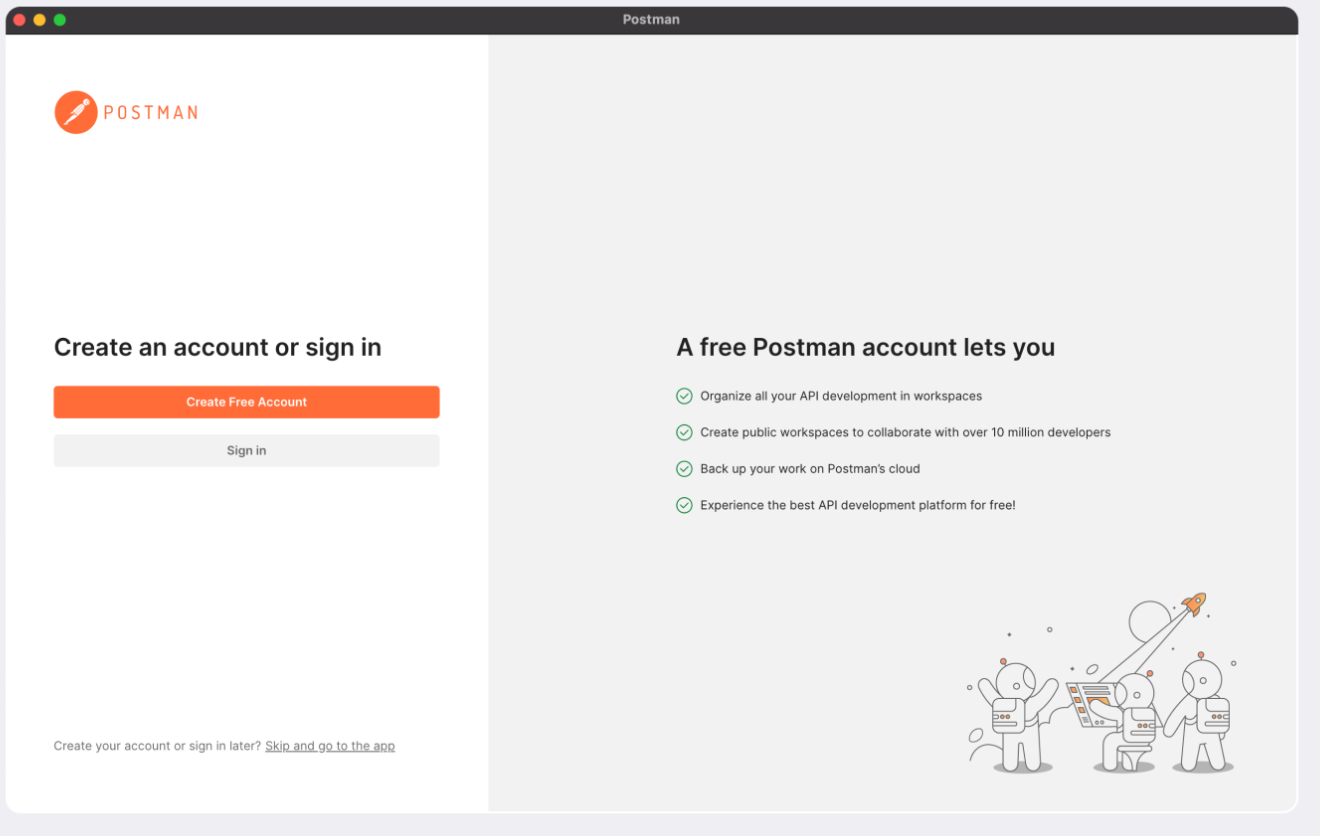 Postman
POSTMAN
Create an account or sign in
Create Free Account
Sign in
Create your account or sign in later? Skip and go to the app
A free Postman account lets you
Organize all your API development in workspaces
Create public workspaces to collaborate with over 10 million developers
Back up your work on Postman's cloud
Experience the best API development platform for free!